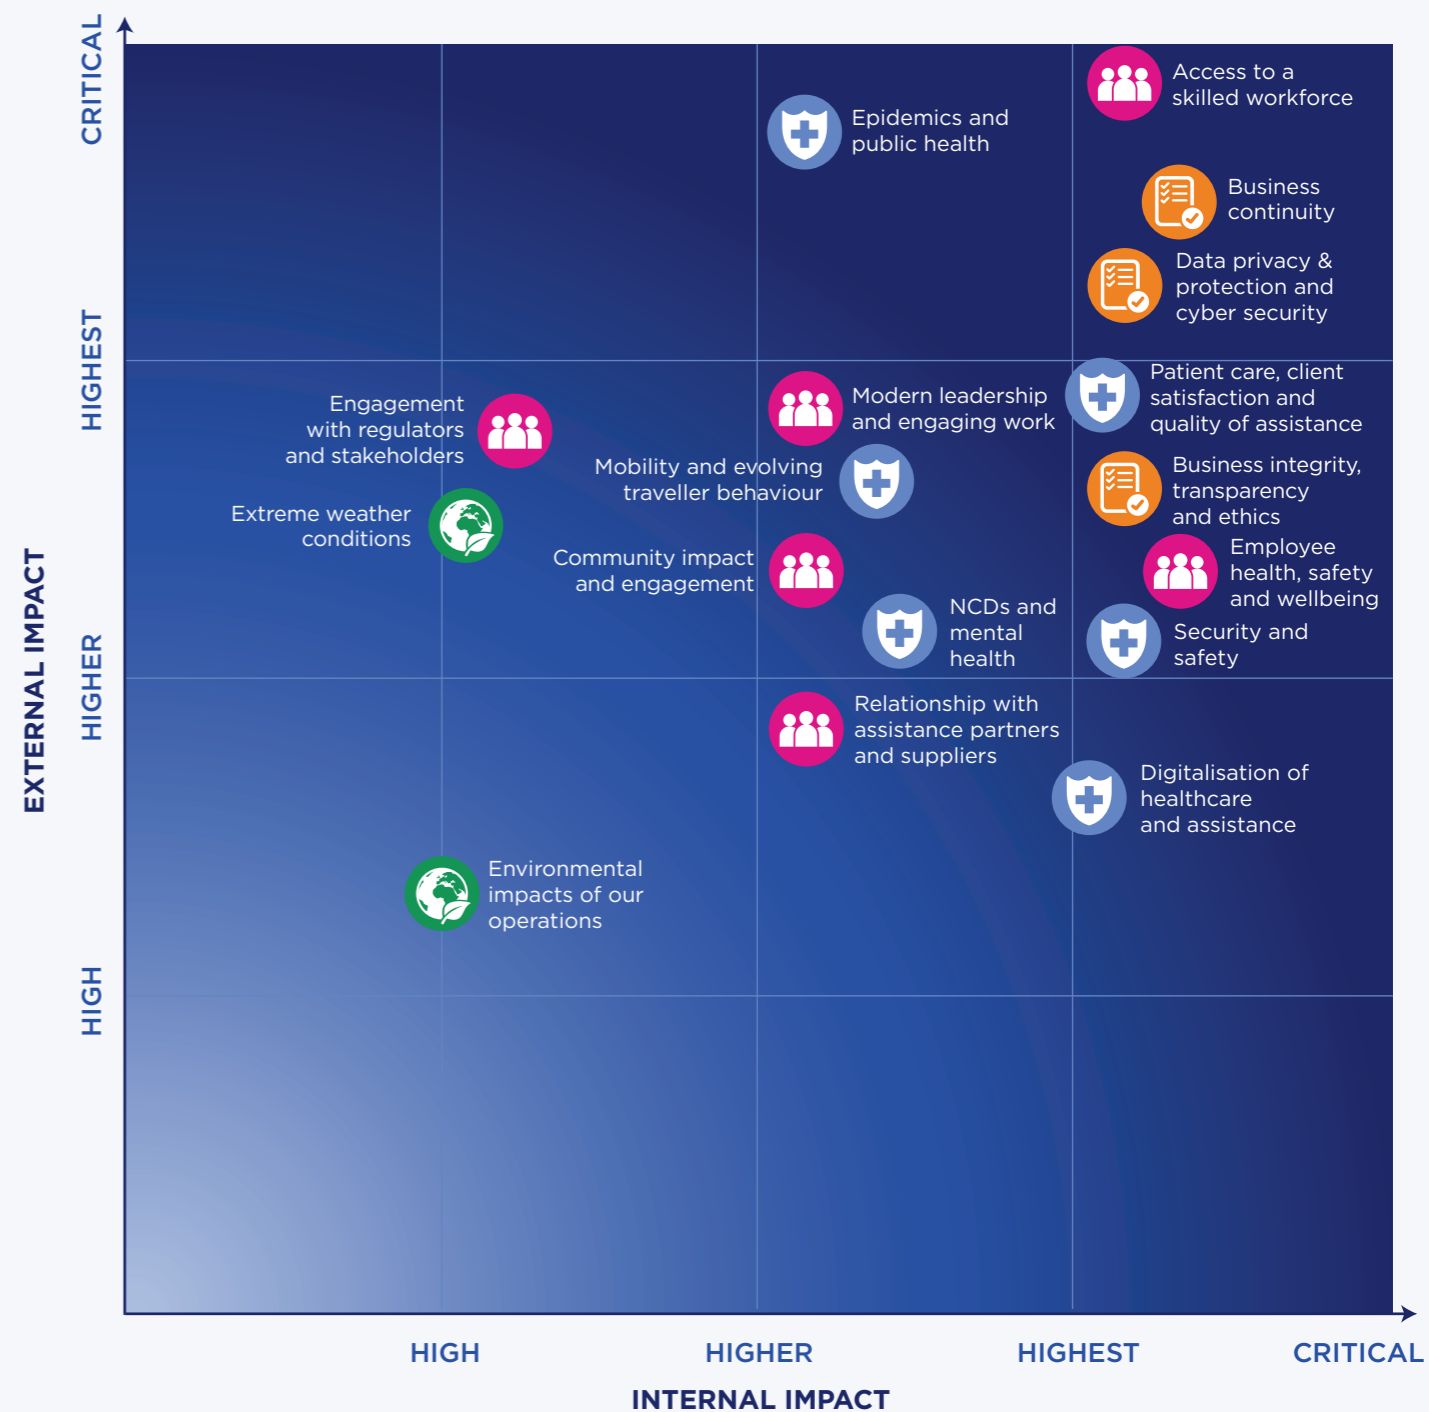 CRITICAL
Access to a
skilled workforce
Epidemics and
public health
Business
continuity
Data privacy &
protection and
cyber security
HIGHEST
Engagement
with regulators
and stakeholders
Modern leadership
and engaging work
Patient care, client
satisfaction and
quality of assistance
Mobility and evolving
traveller behaviour
Business integrity,
transparency
and ethics
Extreme weather
conditions
Community impact
and engagement
Employee
health, safety
and wellbeing
NCDs and
mental
health
Security and
safety
EXTERNAL IMPACT
HIGHER
Relationship with
assistance partners
and suppliers
Digitalisation of
healthcare
and assistance
Environmental
impacts of our
operations
HIGH
HIGH
HIGHER
HIGHEST
CRITICAL
INTERNAL IMPACT